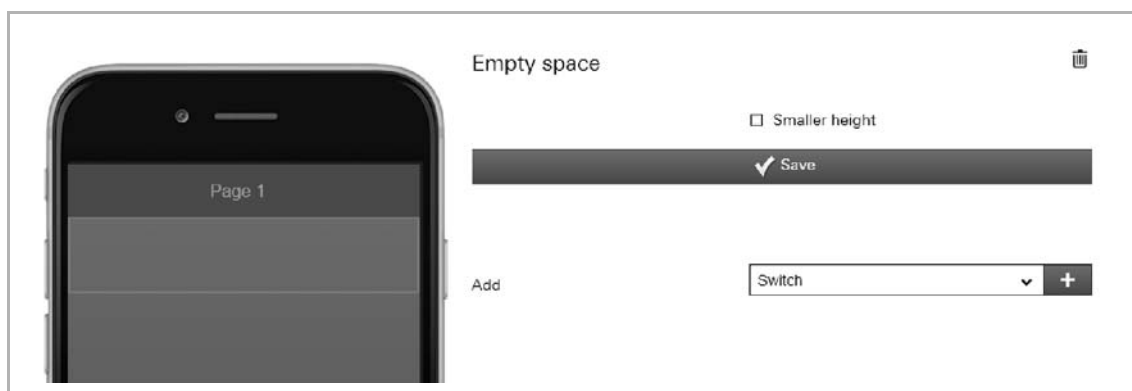 Empty space
Smaller height
Save
Page 1
Add
Switch